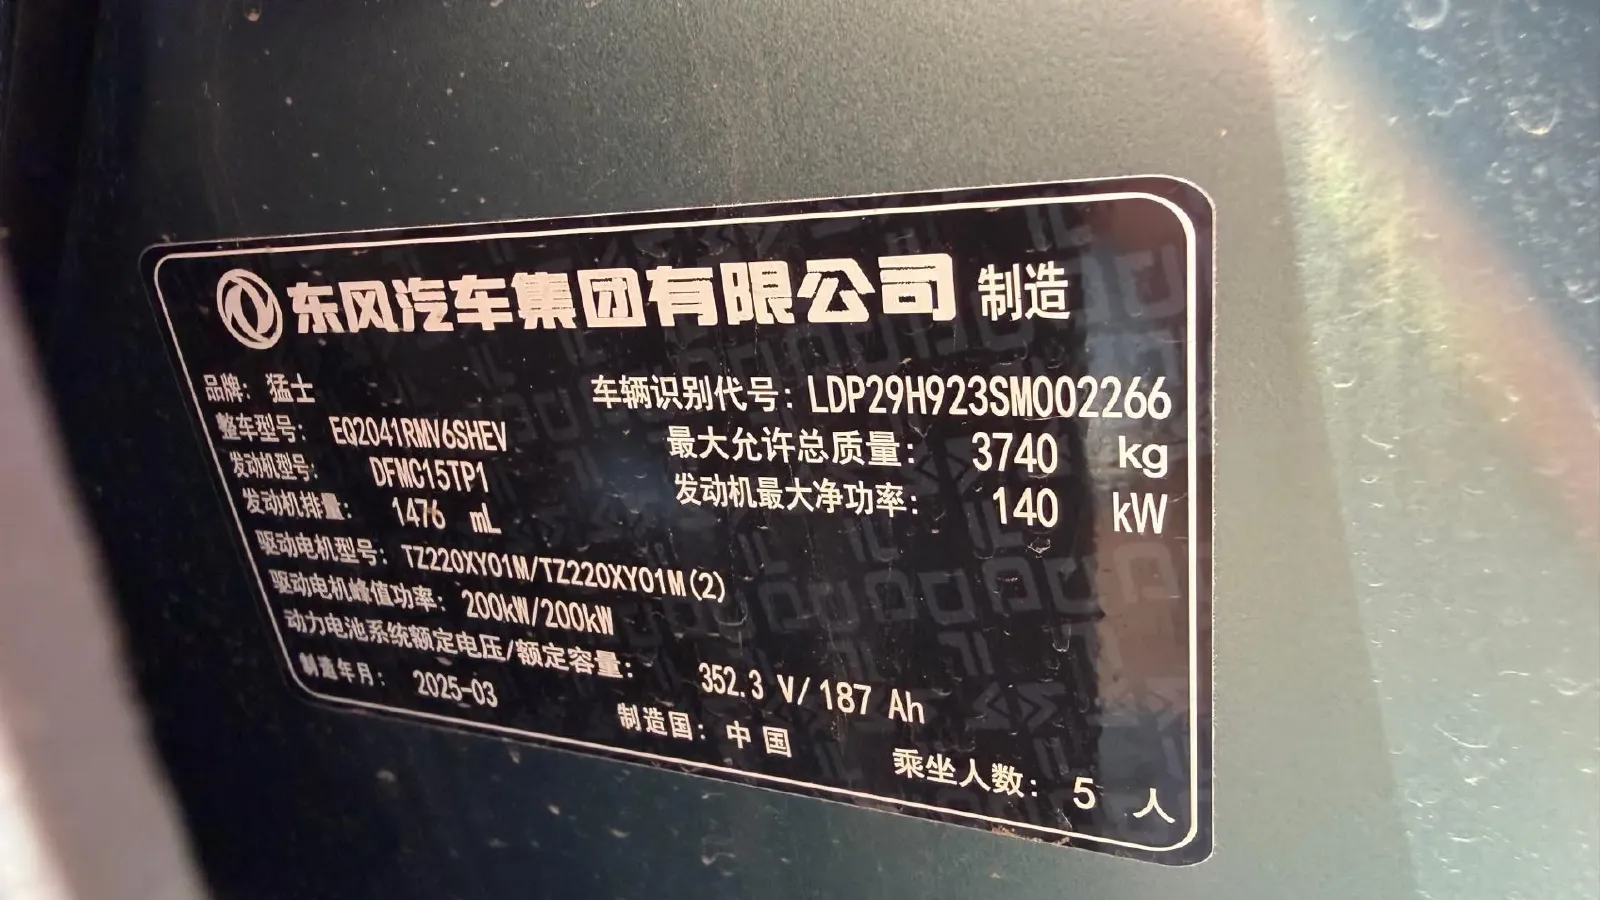 东风汽车集团有限公司 制造
品牌: 猛士
车辆识别代号: LDP29H923SM002266
整车型号: EQ2041RMV6SHEV
最大允许总质量: 3740 kg
发动机型号: DFMC15TP1
发动机最大净功率: 140 kW
发动机排量: 1476 mL
驱动电机型号: TZ220XY01M/TZ220XY01M(2)
驱动电机峰值功率: 200kW/200kW
动力电池系统额定电压/额定容量: 352.3 V/187 Ah
制造年月: 2025-03
制造国: 中国
乘坐人数: 5 人